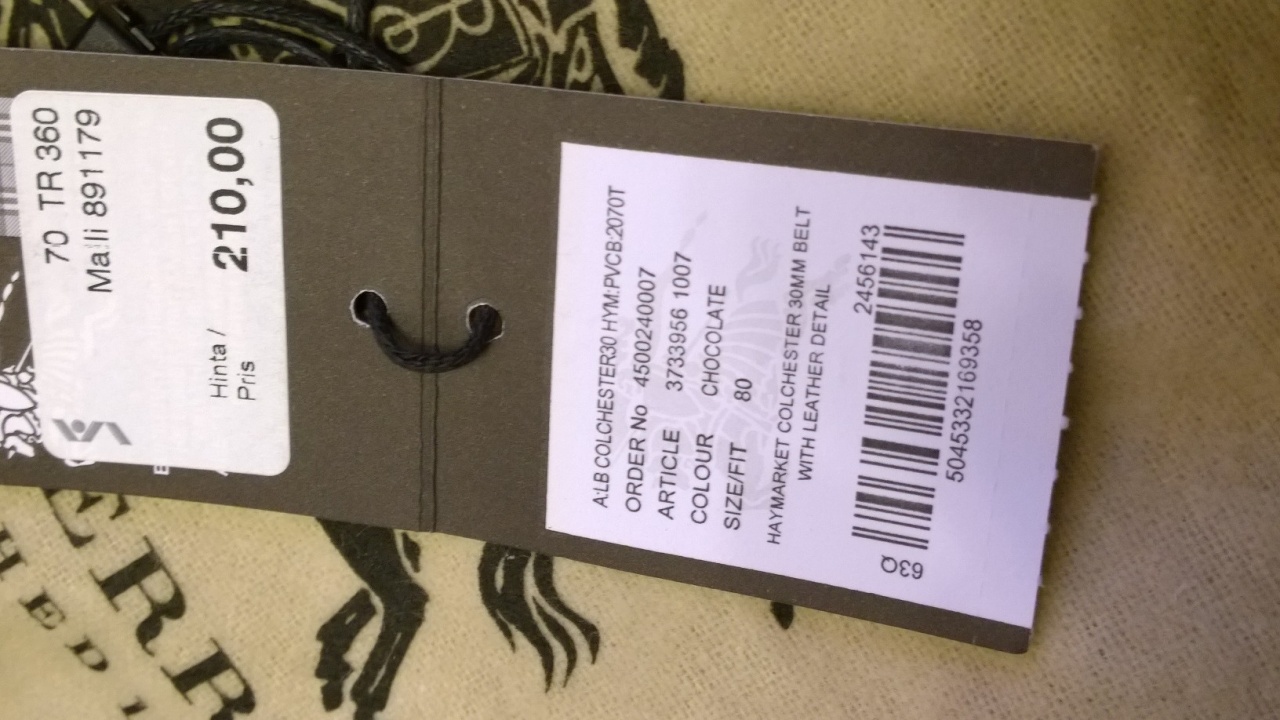 70 TR 360
Malli 891179
Hinta /
Pris
210,00
A:LB COLCHESTER30 HYM:PVCB:2070T
ORDER No 4500240007
ARTICLE 3733956 1007
COLOUR CHOCOLATE
SIZE/FIT 80
HAYMARKET COLCHESTER 30MM BELT
WITH LEATHER DETAIL
2456143
5045332169358
63Q